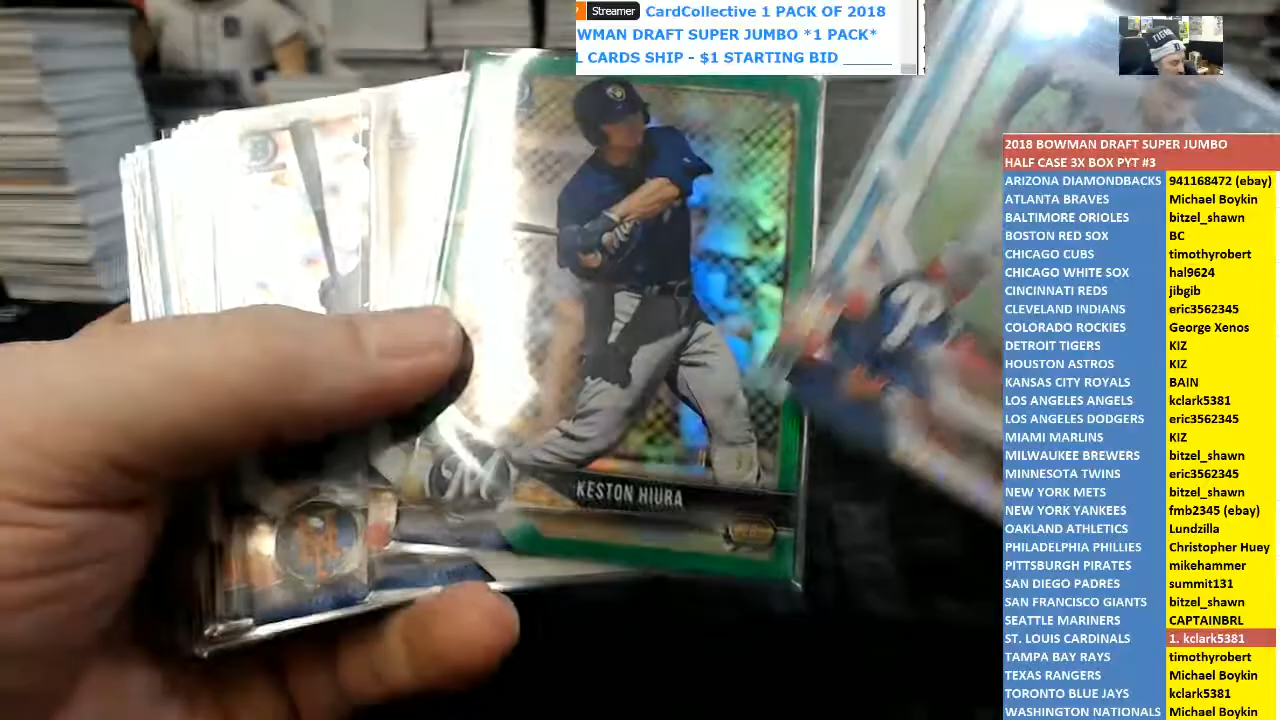 Streamer CardCollective 1 PACK OF 2018
WMAN DRAFT SUPER JUMBO *1 PACK*
L CARDS SHIP - $1 STARTING BID ______
KESTON HIURA
2018 BOWMAN DRAFT SUPER JUMBO
HALF CASE 3X BOX PYT #3
ARIZONA DIAMONDBACKS 941168472 (ebay)
ATLANTA BRAVES Michael Boykin
BALTIMORE ORIOLES bitzel_shawn
BOSTON RED SOX BC
CHICAGO CUBS timothyrobert
CHICAGO WHITE SOX hal9624
CINCINNATI REDS jibgib
CLEVELAND INDIANS eric3562345
COLORADO ROCKIES George Xenos
DETROIT TIGERS KIZ
HOUSTON ASTROS KIZ
KANSAS CITY ROYALS BAIN
LOS ANGELES ANGELS kclark5381
LOS ANGELES DODGERS eric3562345
MIAMI MARLINS KIZ
MILWAUKEE BREWERS bitzel_shawn
MINNESOTA TWINS eric3562345
NEW YORK METS bitzel_shawn
NEW YORK YANKEES fmb2345 (ebay)
OAKLAND ATHLETICS Lundzilla
PHILADELPHIA PHILLIES Christopher Huey
PITTSBURGH PIRATES mikehammer
SAN DIEGO PADRES summit131
SAN FRANCISCO GIANTS bitzel_shawn
SEATTLE MARINERS CAPTAINBRL
ST. LOUIS CARDINALS 1. kclark5381
TAMPA BAY RAYS timothyrobert
TEXAS RANGERS Michael Boykin
TORONTO BLUE JAYS kclark5381
WASHINGTON NATIONALS Michael Boykin